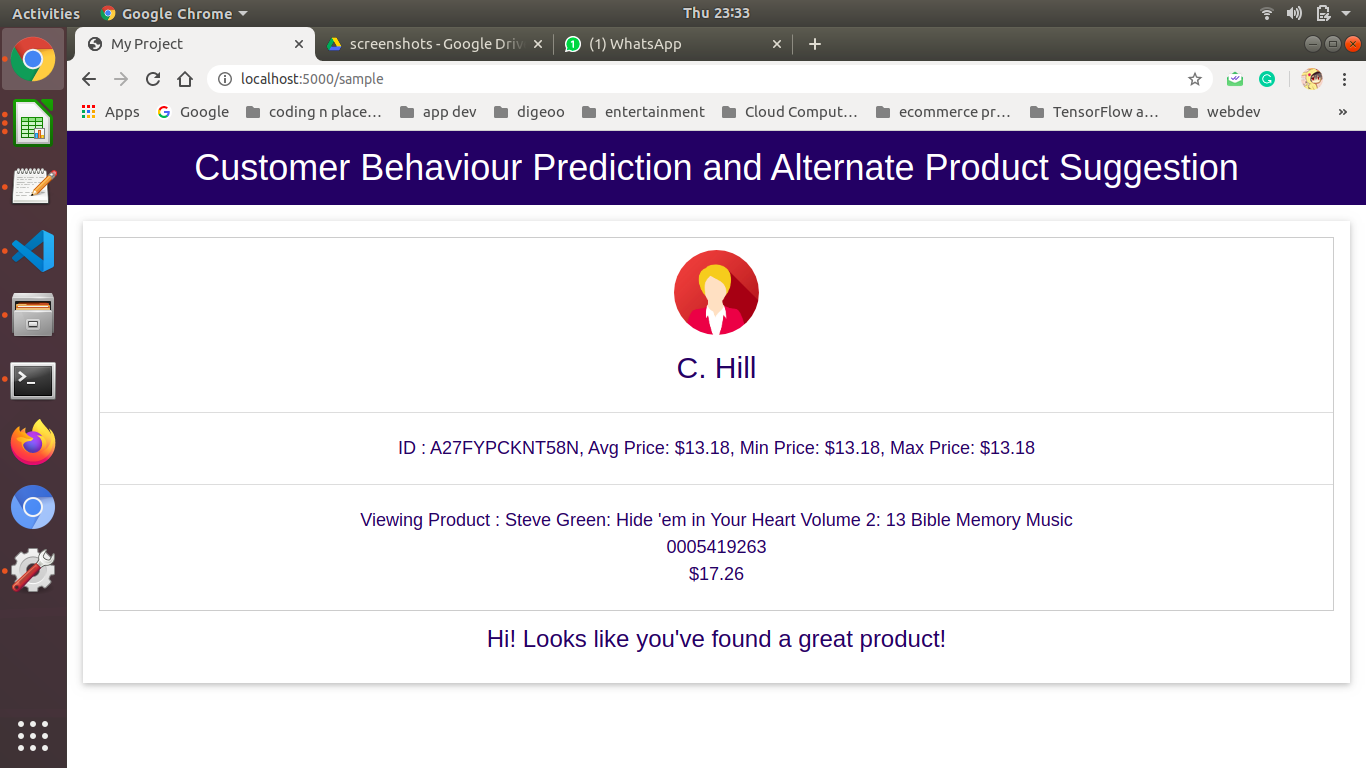 Activities Google Chrome Thu 23:33
My Project screenshots - Google Driv (1) WhatsApp
localhost:5000/sample
Apps Google coding n place… app dev digeoo entertainment Cloud Comput… ecommerce pr… TensorFlow a… webdev »
Customer Behaviour Prediction and Alternate Product Suggestion
C. Hill
ID : A27FYPCKNT58N, Avg Price: $13.18, Min Price: $13.18, Max Price: $13.18
Viewing Product : Steve Green: Hide 'em in Your Heart Volume 2: 13 Bible Memory Music
0005419263
$17.26
Hi! Looks like you've found a great product!